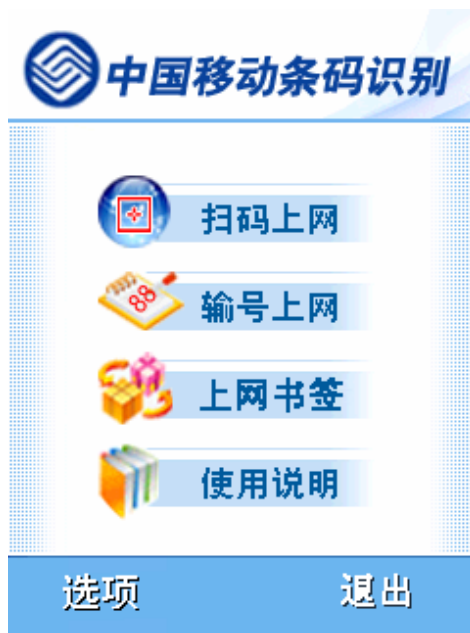 中国移动条码识别
扫码上网
88
输号上网
上网书签
使用说明
选项 退出